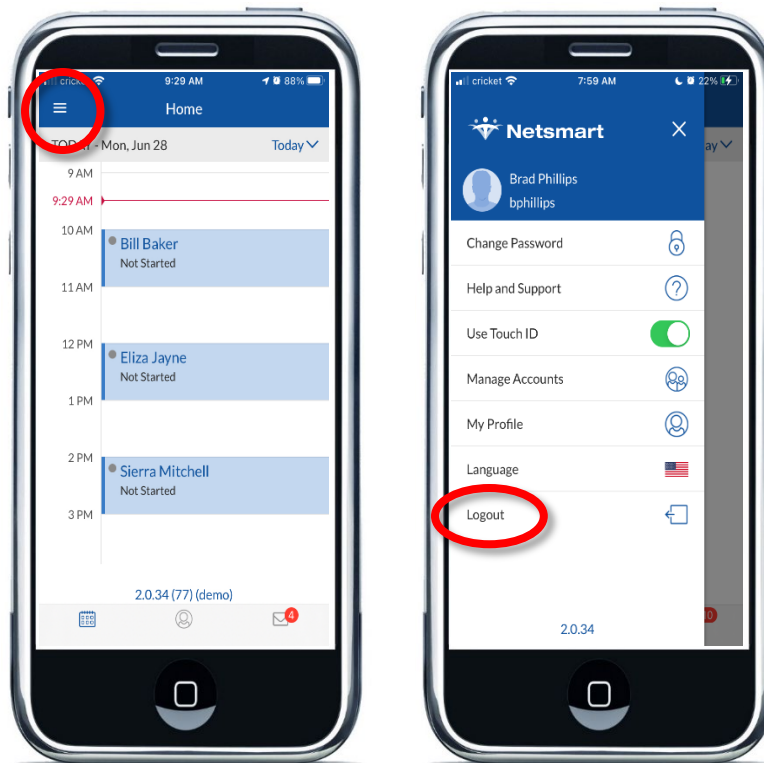 cricket
9:29 AM
88%
Home
TODAY - Mon, Jun 28
Today
9 AM
9:29 AM
10 AM
Bill Baker
Not Started
11 AM
12 PM
Eliza Jayne
Not Started
1 PM
2 PM
Sierra Mitchell
Not Started
3 PM
2.0.34 (77) (demo)
4
cricket
7:59 AM
22%
Netsmart
ay
Brad Phillips
bphillips
Change Password
Help and Support
Use Touch ID
Manage Accounts
My Profile
Language
Logout
10
2.0.34